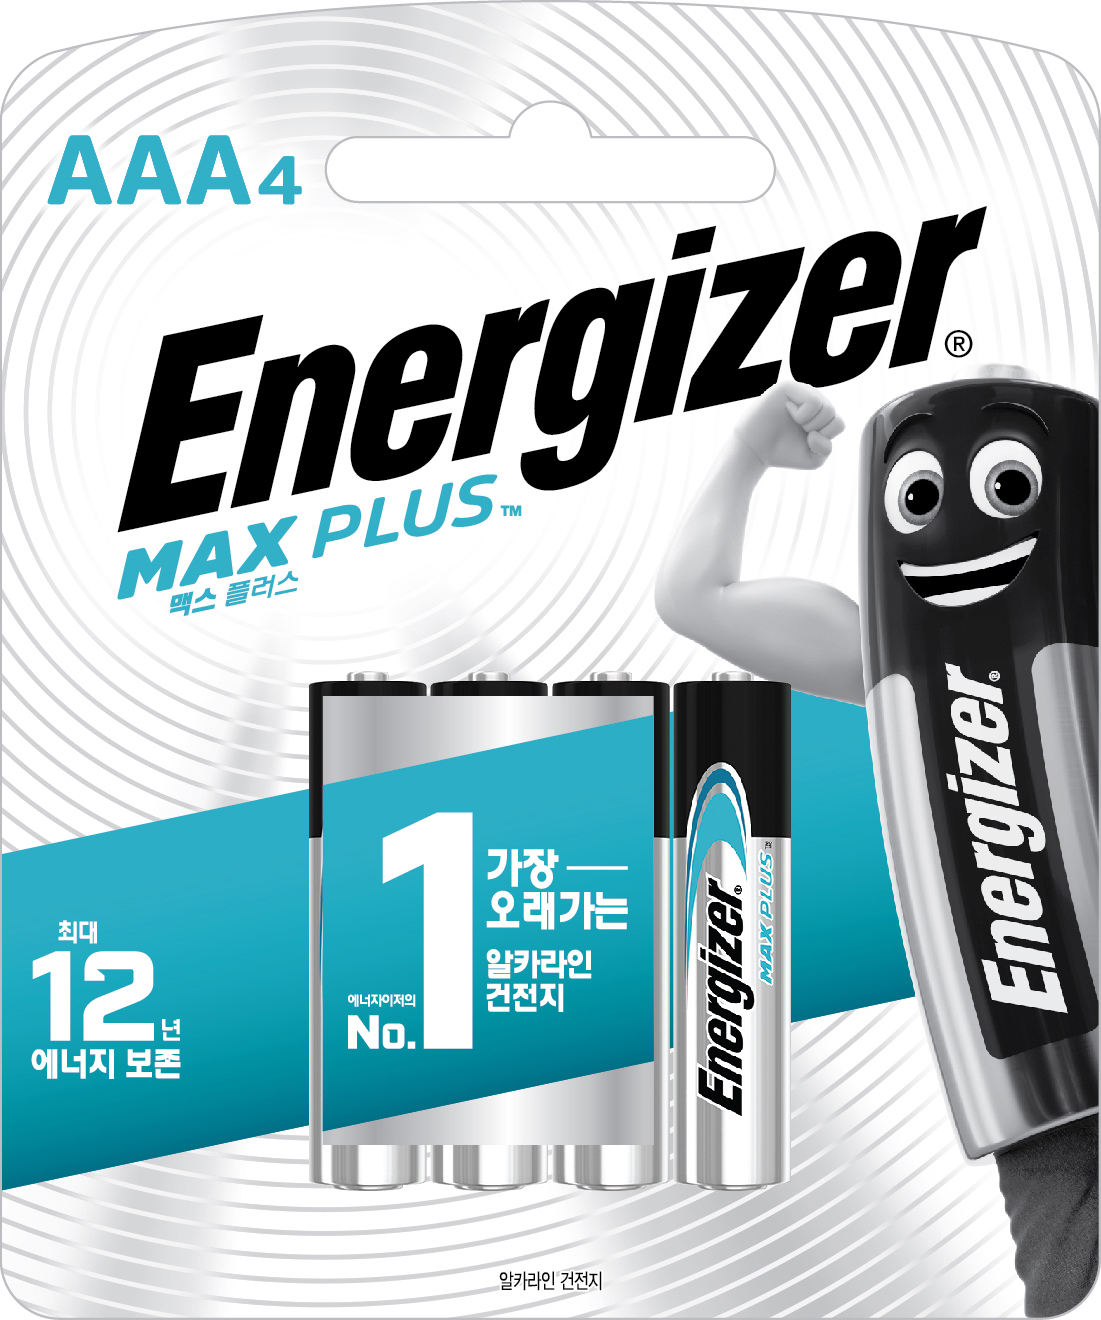 AAA4
Energizer®
MAX PLUS™
맥스 플러스
가장
오래가는
알카라인
건전지
에너자이저의
No.1
최대
12년
에너지 보존
Energizer®
MAX PLUS™
Energizer®
알카라인 건전지